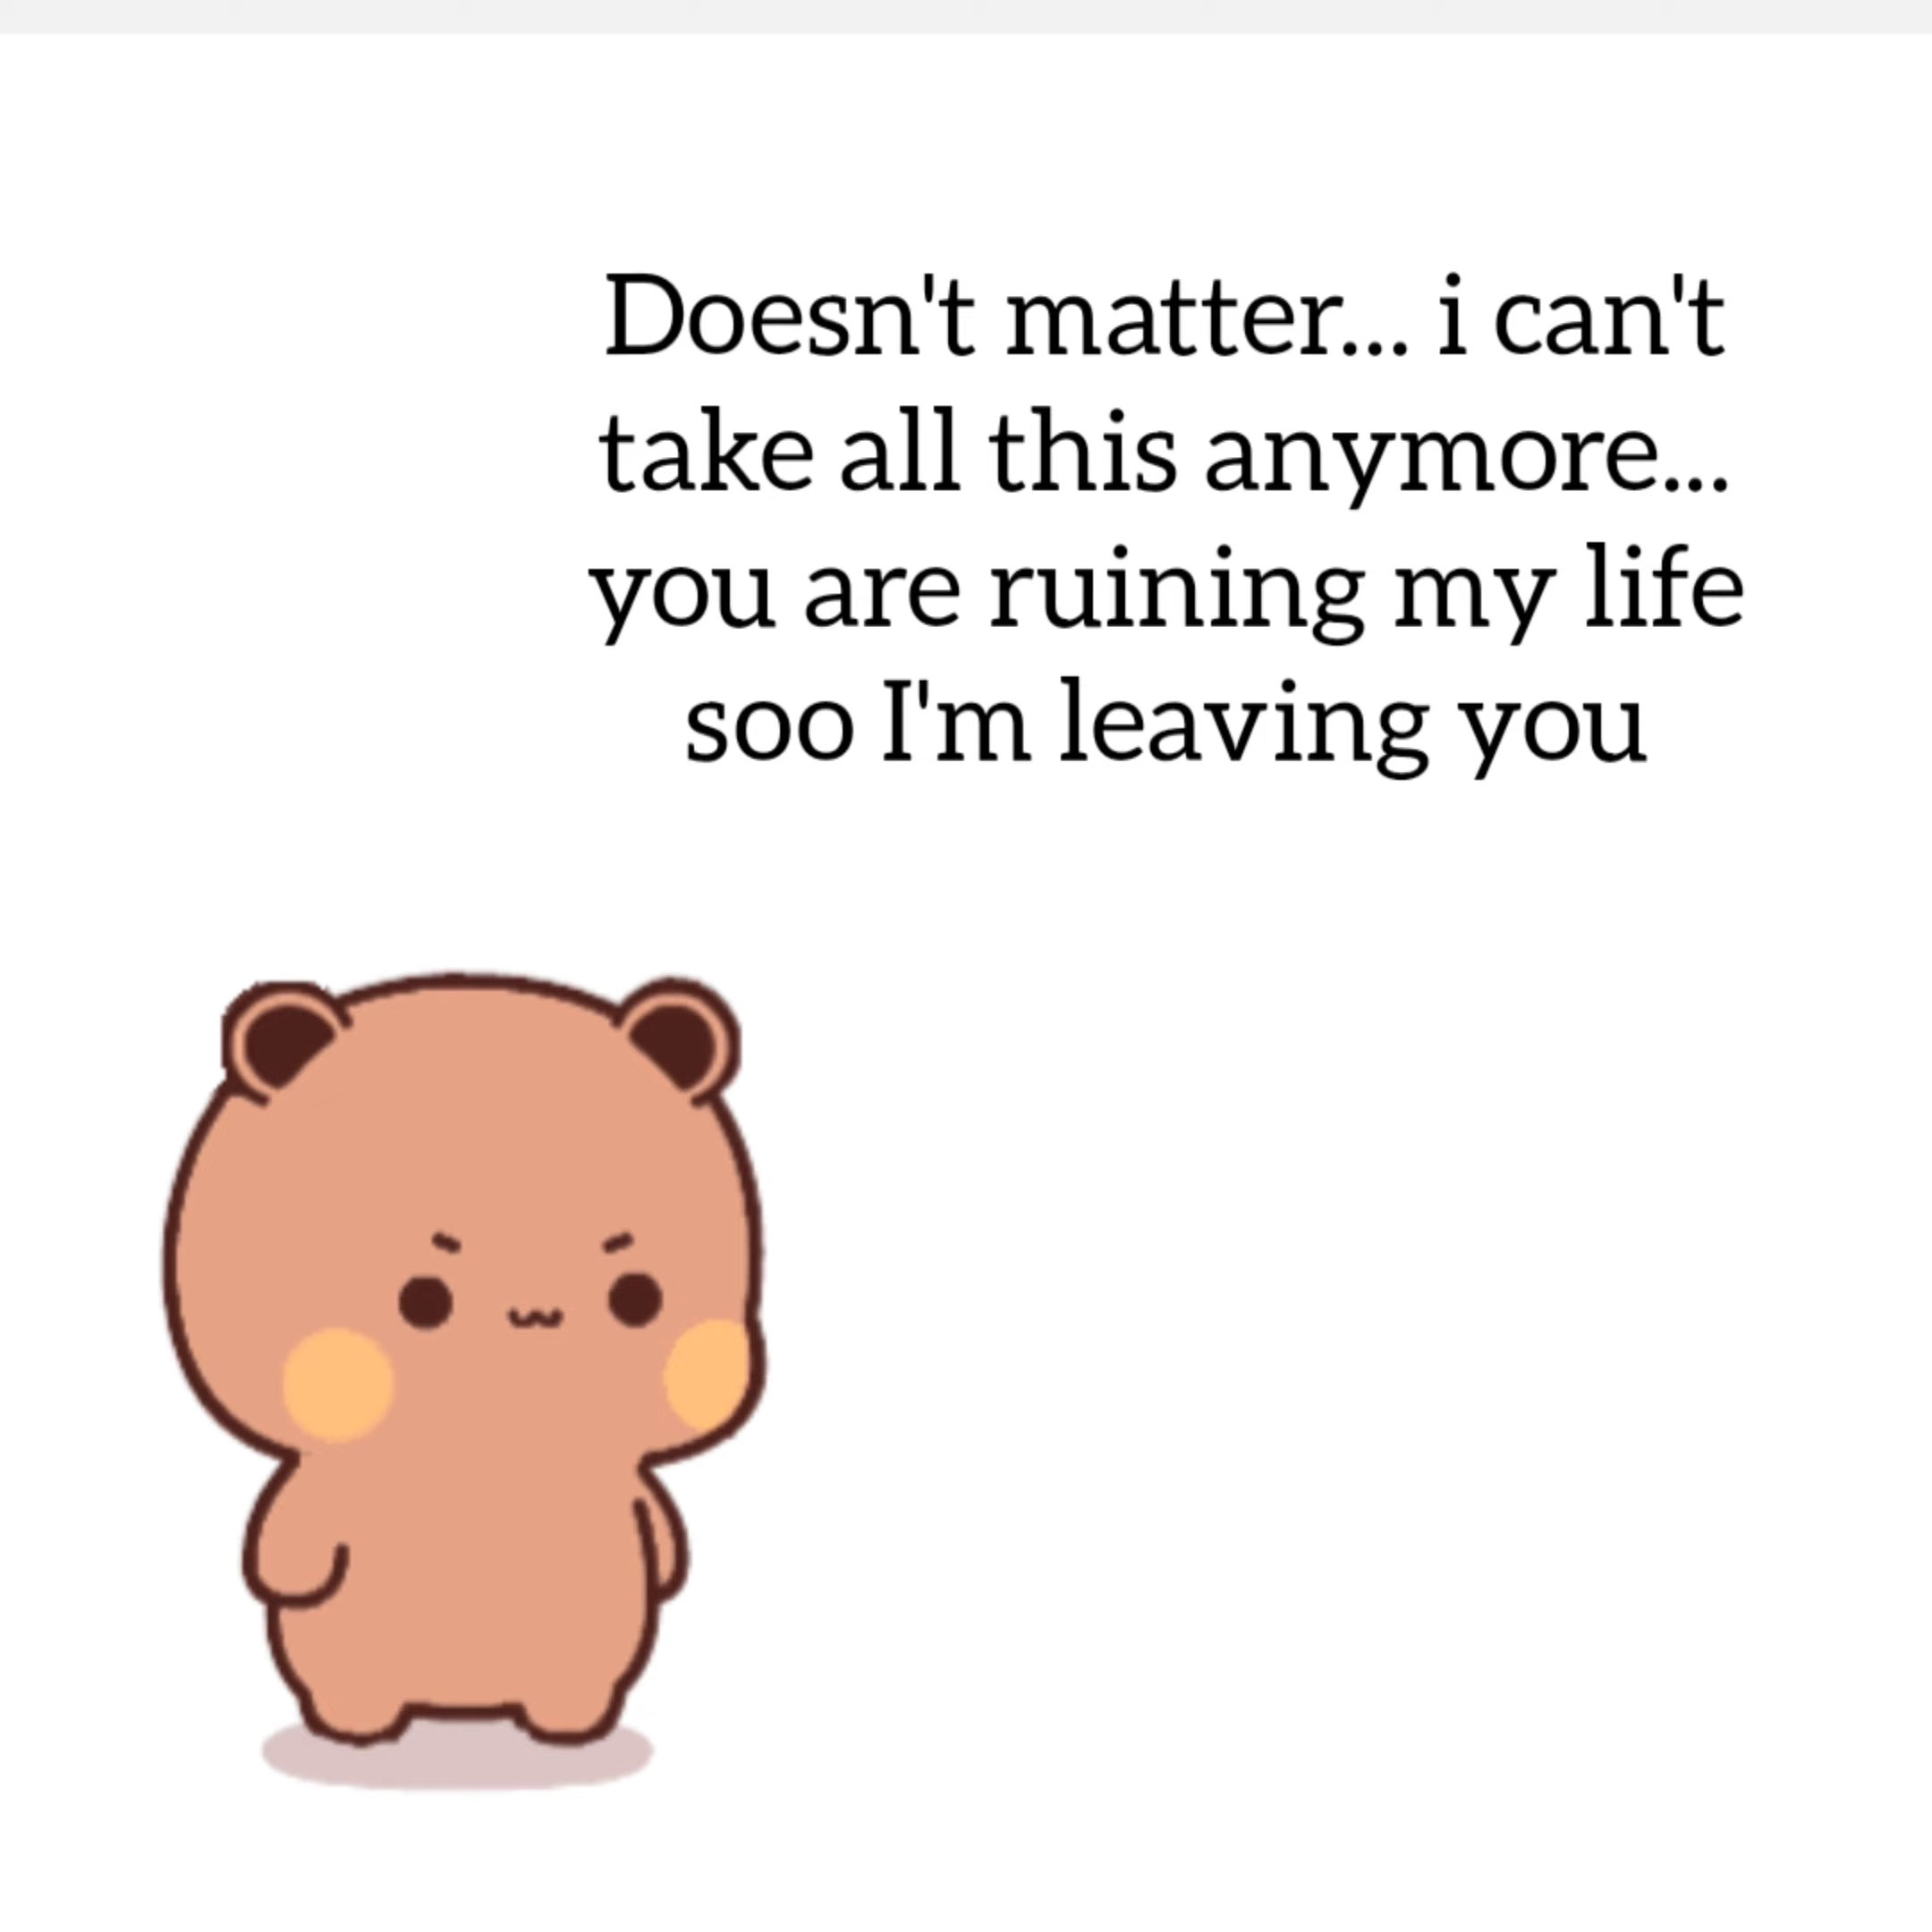 Doesn't matter... i can't
take all this anymore...
you are ruining my life
soo I'm leaving you